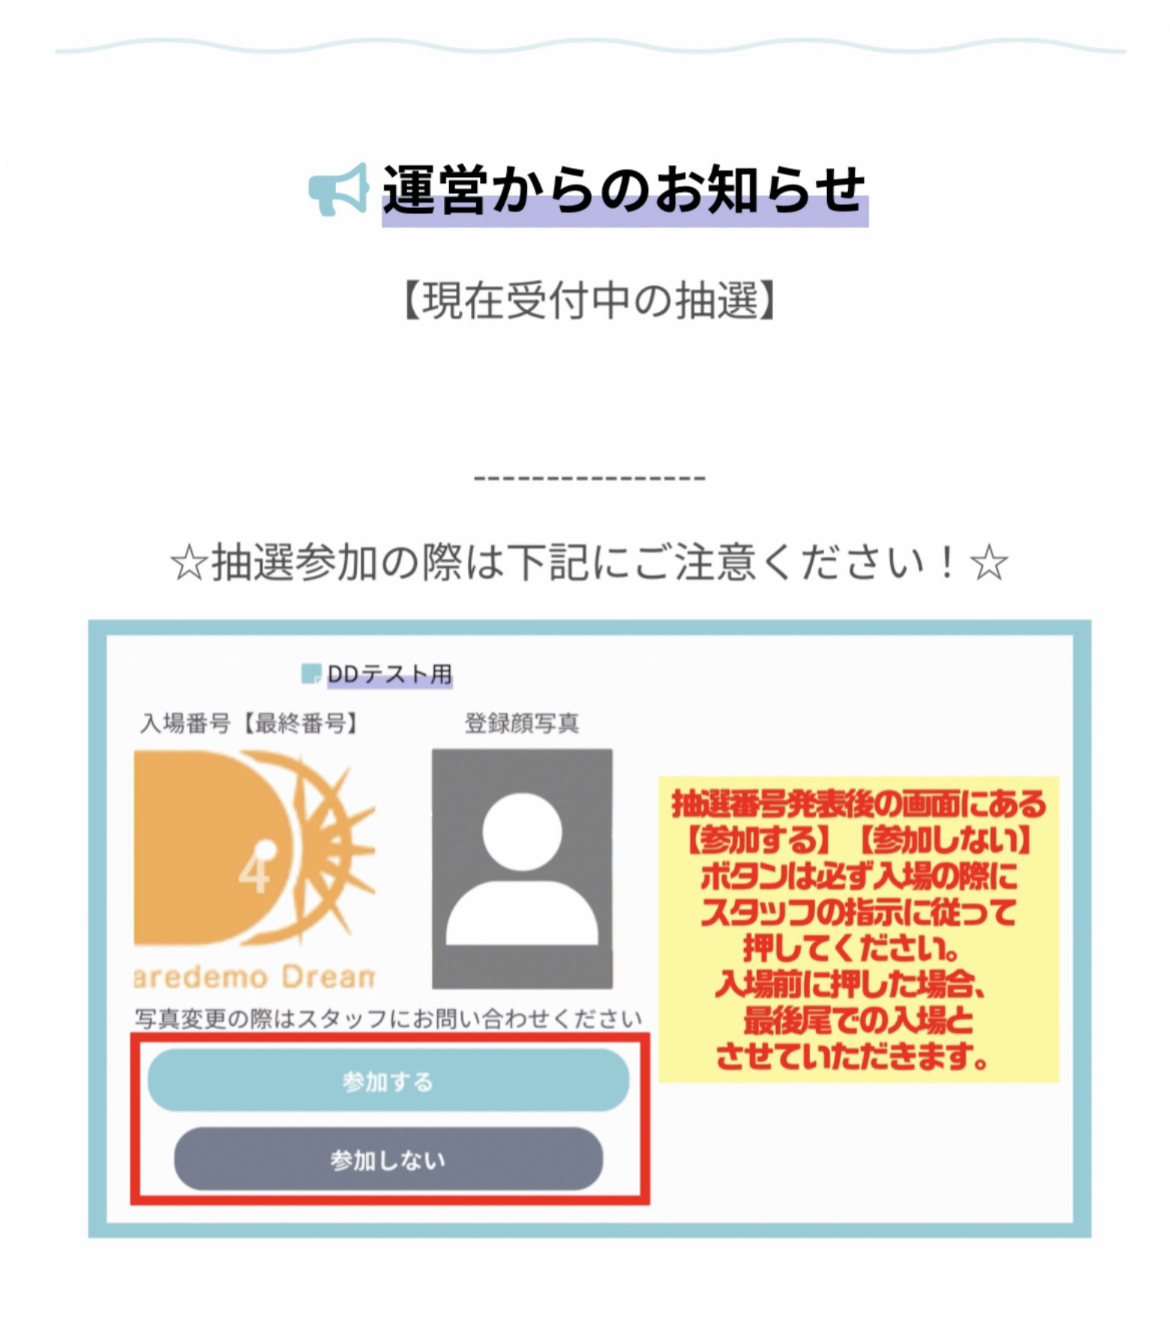 運営からのお知らせ
【現在受付中の抽選】
----------------
☆抽選参加の際は下記にご注意ください！☆
DDテスト用
入場番号【最終番号】
登録顔写真
4
aredemo Dream
写真変更の際はスタッフにお問い合わせください
参加する
参加しない
抽選番号発表後の画面にある
【参加する】【参加しない】
ボタンは必ず入場の際に
スタッフの指示に従って
押してください。
入場前に押した場合、
最後尾での入場と
させていただきます。